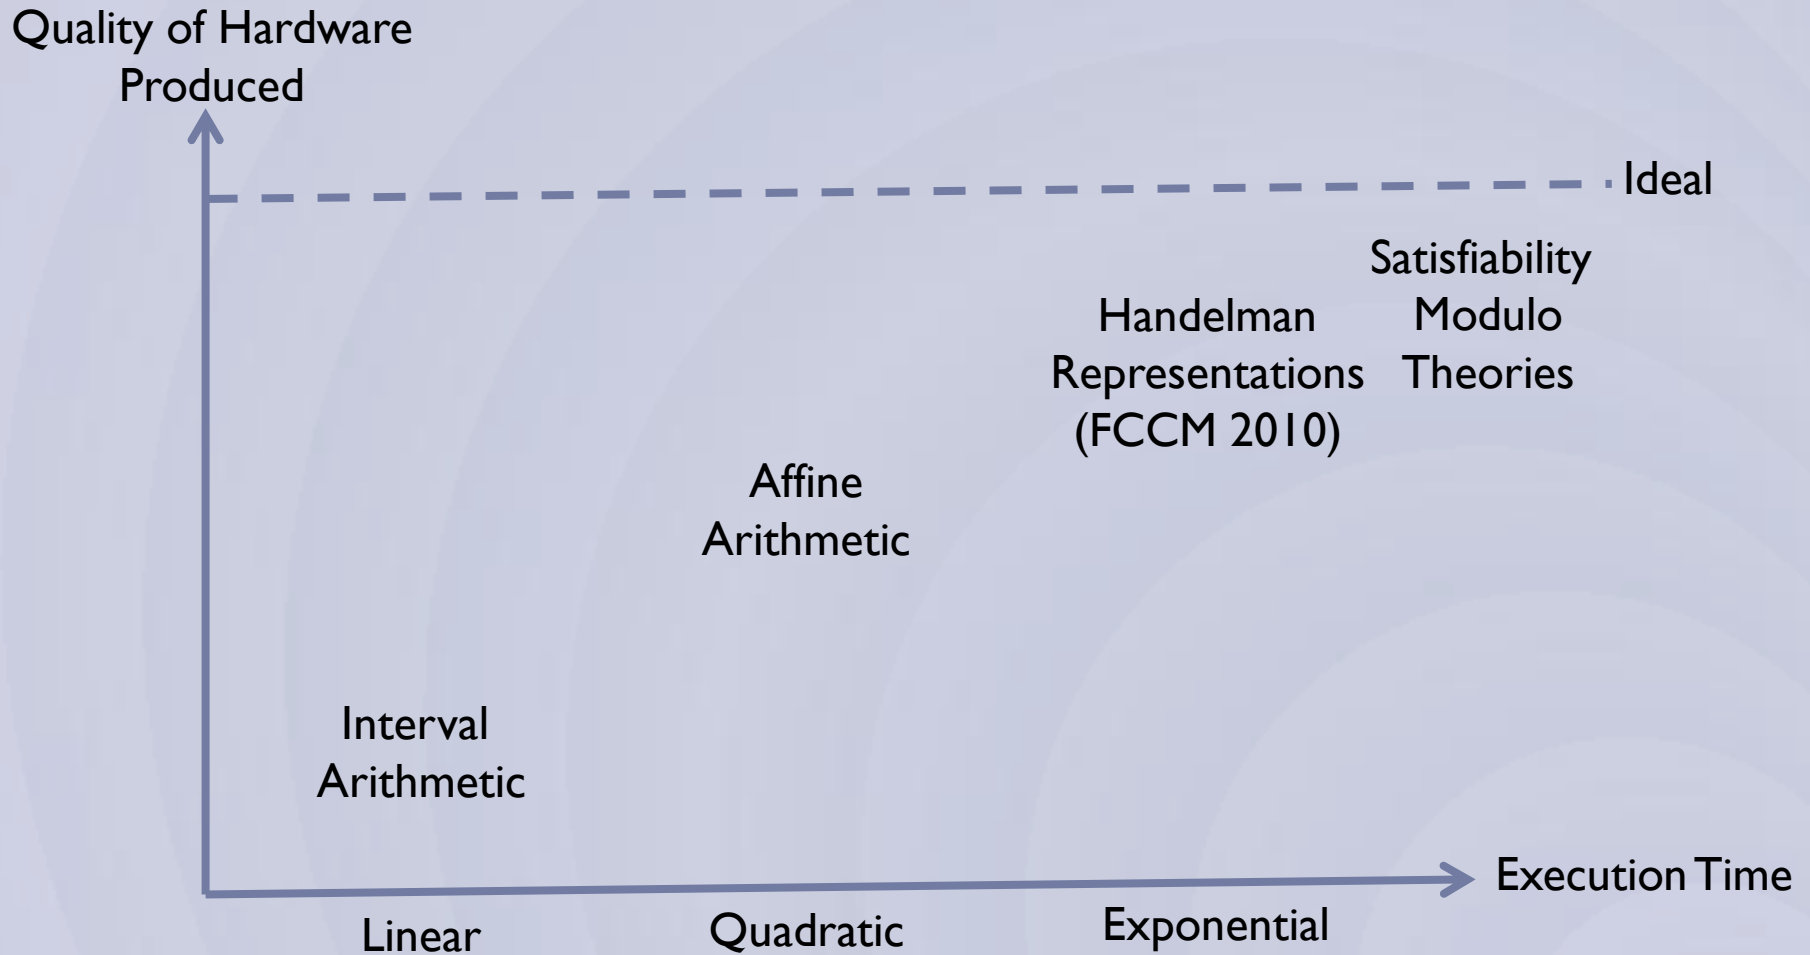 Quality of Hardware
Produced
Ideal
Satisfiability
Modulo
Theories
Handelman
Representations
(FCCM 2010)
Affine
Arithmetic
Interval
Arithmetic
Execution Time
Linear
Quadratic
Exponential